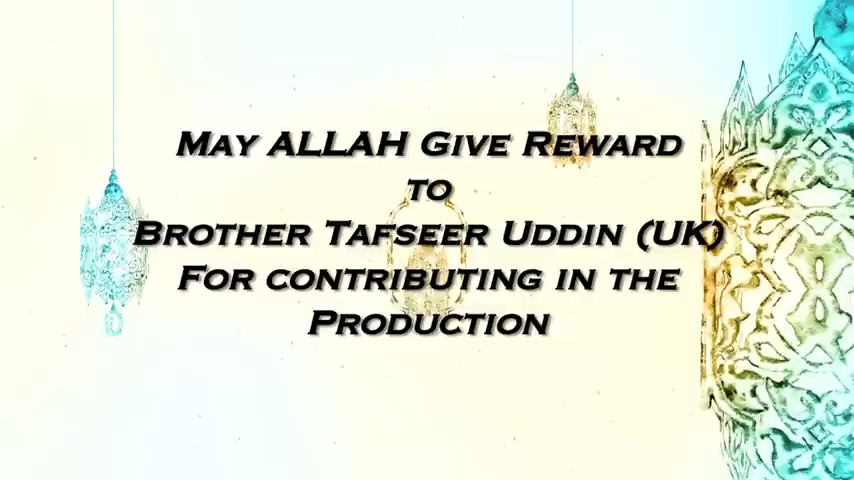 May ALLAH Give Reward
to
Brother Tafseer Uddin (UK)
For contributing in the
Production